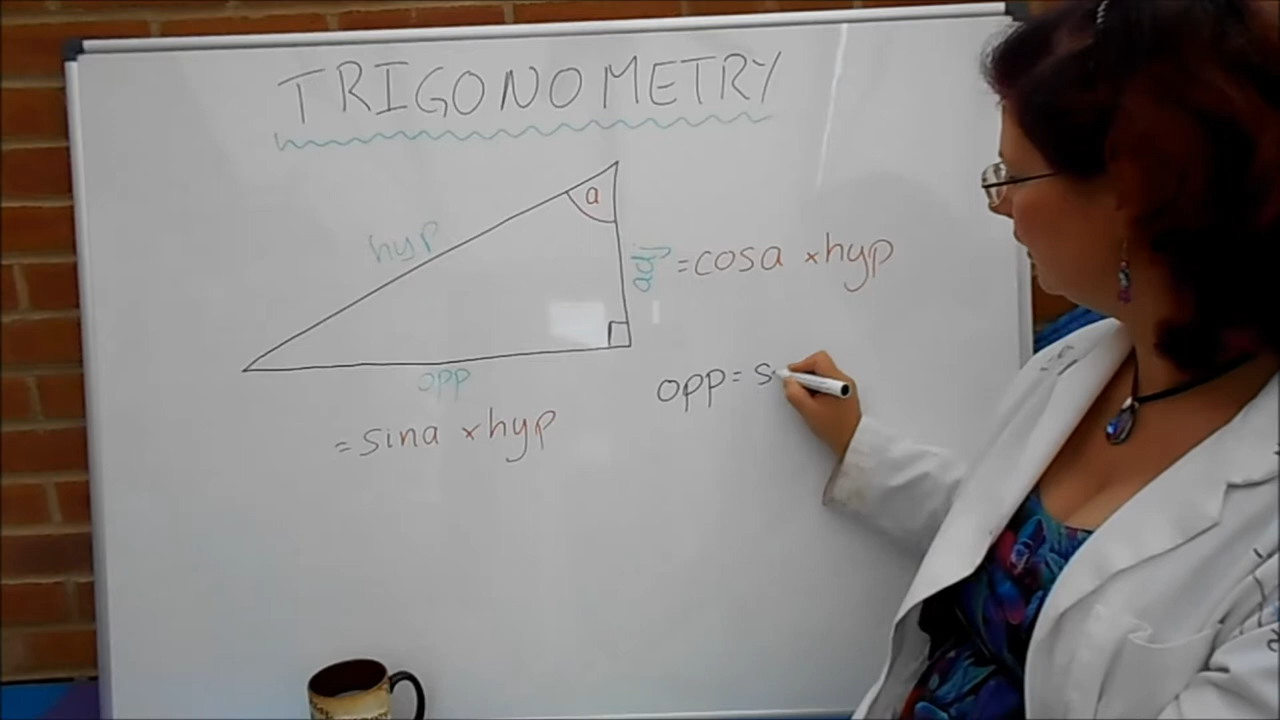 TRIGONOMETRY
a
hyp
adj = cosa × hyp
opp
opp = s
= sina × hyp